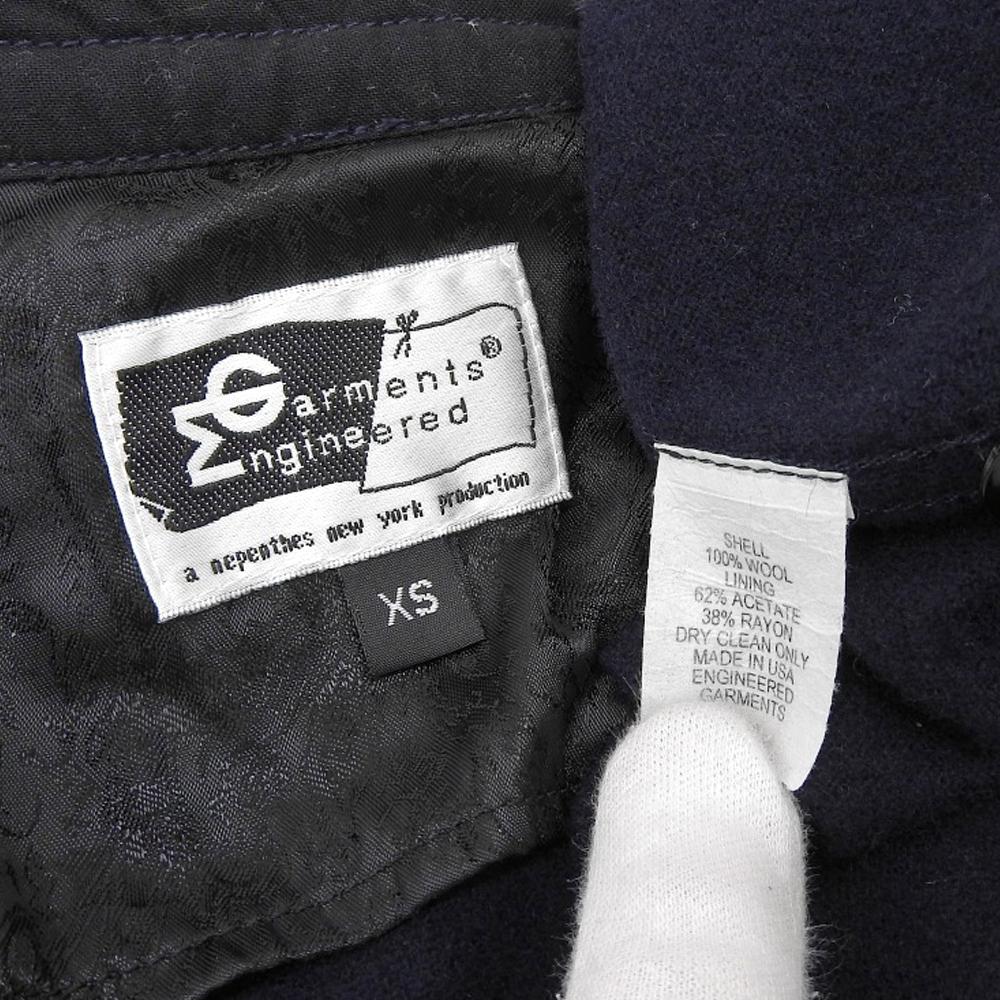 Garments®
Engineered
a nepenthes new york production
XS
SHELL
100% WOOL
LINING
62% ACETATE
38% RAYON
DRY CLEAN ONLY
MADE IN USA
ENGINEERED
GARMENTS